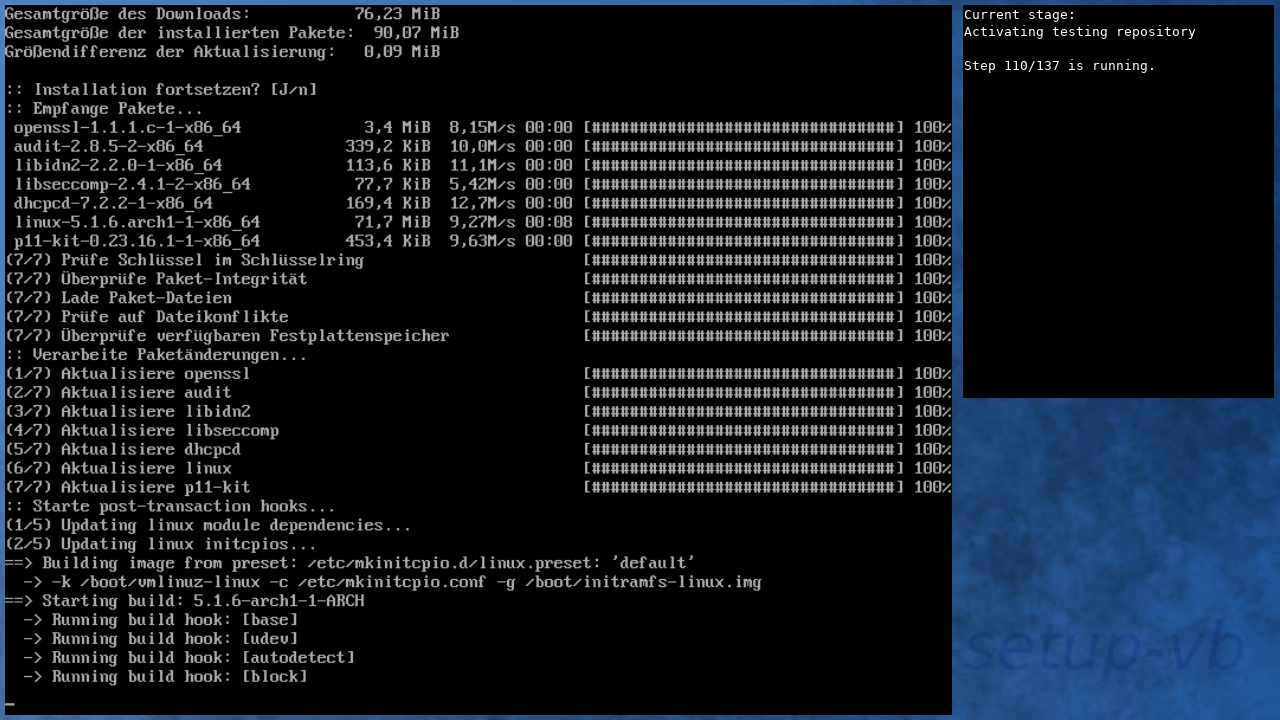 Gesamtgröße des Downloads: 76,23 MiB
Gesamtgröße der installierten Pakete: 90,07 MiB
Größendifferenz der Aktualisierung: 0,09 MiB
:: Installation fortsetzen? [J/n]
:: Empfange Pakete...
openssl-1.1.1.c-1-x86_64 3,4 MiB 8,15M/s 00:00 [################################] 100%
audit-2.8.5-2-x86_64 339,2 KiB 10,0M/s 00:00 [################################] 100%
libidn2-2.2.0-1-x86_64 113,6 KiB 11,1M/s 00:00 [################################] 100%
libseccomp-2.4.1-2-x86_64 77,7 KiB 5,42M/s 00:00 [################################] 100%
dhcpcd-7.2.2-1-x86_64 169,4 KiB 12,7M/s 00:00 [################################] 100%
linux-5.1.6.arch1-1-x86_64 71,7 MiB 9,27M/s 00:08 [################################] 100%
p11-kit-0.23.16.1-1-x86_64 453,4 KiB 9,63M/s 00:00 [################################] 100%
(7/7) Prüfe Schlüssel im Schlüsselring [################################] 100%
(7/7) Überprüfe Paket-Integrität [################################] 100%
(7/7) Lade Paket-Dateien [################################] 100%
(7/7) Prüfe auf Dateikonflikte [################################] 100%
(7/7) Überprüfe verfügbaren Festplattenspeicher [################################] 100%
:: Verarbeite Paketänderungen...
(1/7) Aktualisiere openssl [################################] 100%
(2/7) Aktualisiere audit [################################] 100%
(3/7) Aktualisiere libidn2 [################################] 100%
(4/7) Aktualisiere libseccomp [################################] 100%
(5/7) Aktualisiere dhcpcd [################################] 100%
(6/7) Aktualisiere linux [################################] 100%
(7/7) Aktualisiere p11-kit [################################] 100%
:: Starte post-transaction hooks...
(1/5) Updating linux module dependencies...
(2/5) Updating linux initcpios...
==> Building image from preset: /etc/mkinitcpio.d/linux.preset: 'default'
-> -k /boot/vmlinuz-linux -c /etc/mkinitcpio.conf -g /boot/initramfs-linux.img
==> Starting build: 5.1.6-arch1-1-ARCH
-> Running build hook: [base]
-> Running build hook: [udev]
-> Running build hook: [autodetect]
-> Running build hook: [block]
_
Current stage:
Activating testing repository
Step 110/137 is running.
setup-vb